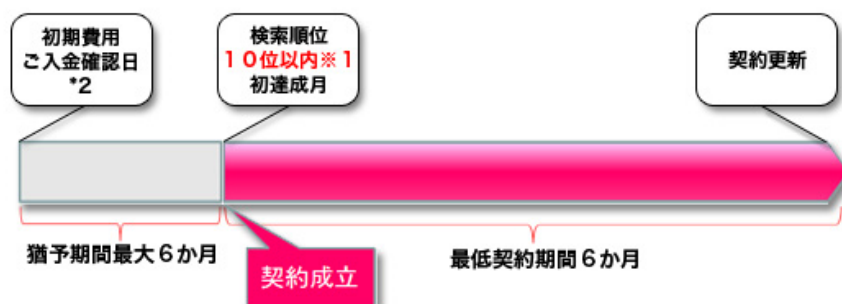 初期費用
ご入金確認日
*2
検索順位
１０位以内※１
初達成月
契約更新
猶予期間最大６か月
契約成立
最低契約期間６か月